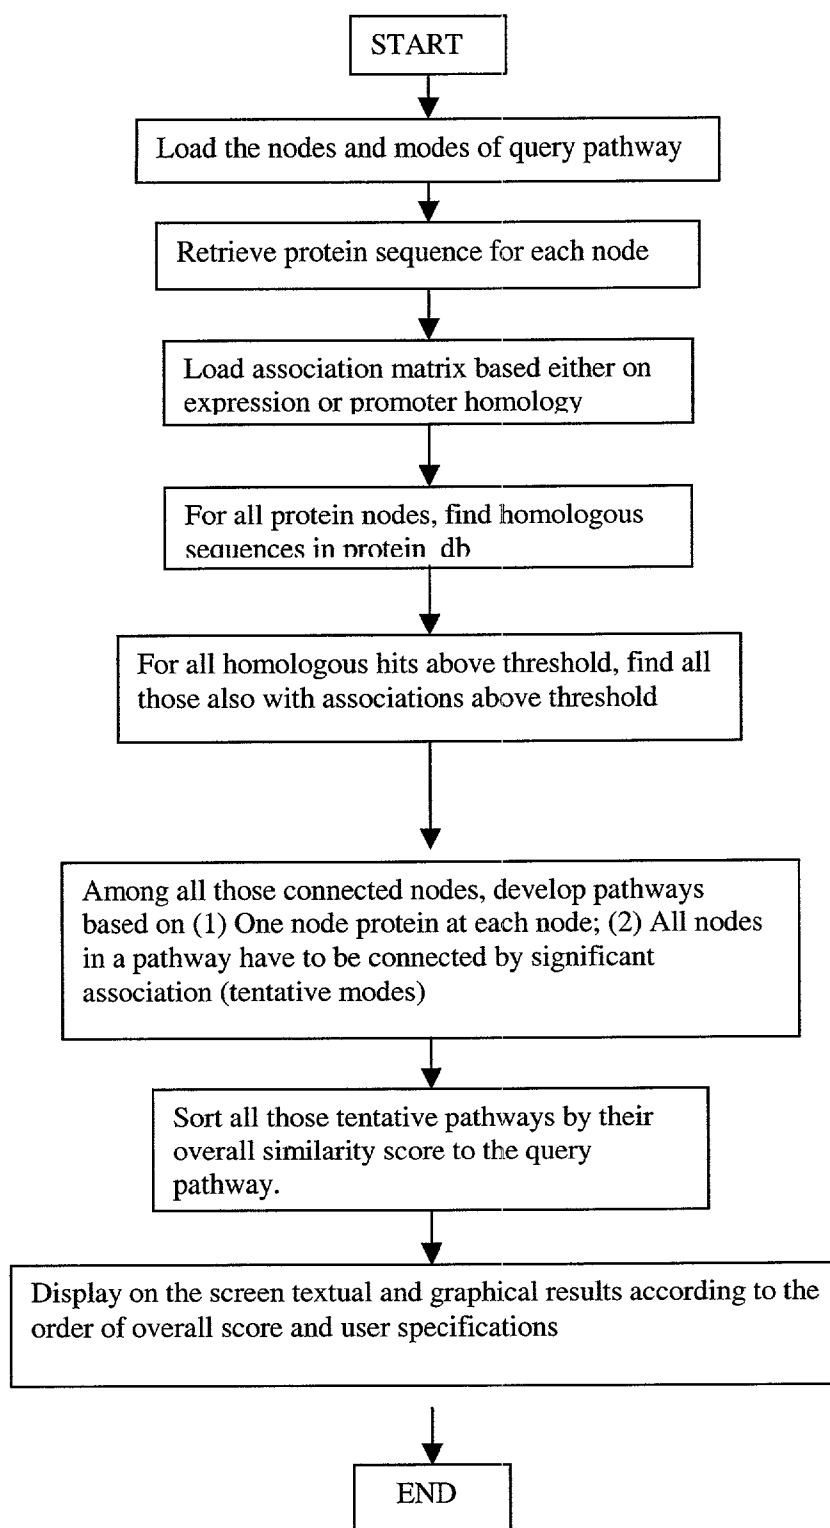 START
Load the nodes and modes of query pathway
Retrieve protein sequence for each node
Load association matrix based either on
expression or promoter homology
For all protein nodes, find homologous
sequences in protein_db
For all homologous hits above threshold, find all
those also with associations above threshold
Among all those connected nodes, develop pathways
based on (1) One node protein at each node; (2) All nodes
in a pathway have to be connected by significant
association (tentative modes)
Sort all those tentative pathways by their
overall similarity score to the query
pathway.
Display on the screen textual and graphical results according to the
order of overall score and user specifications
END